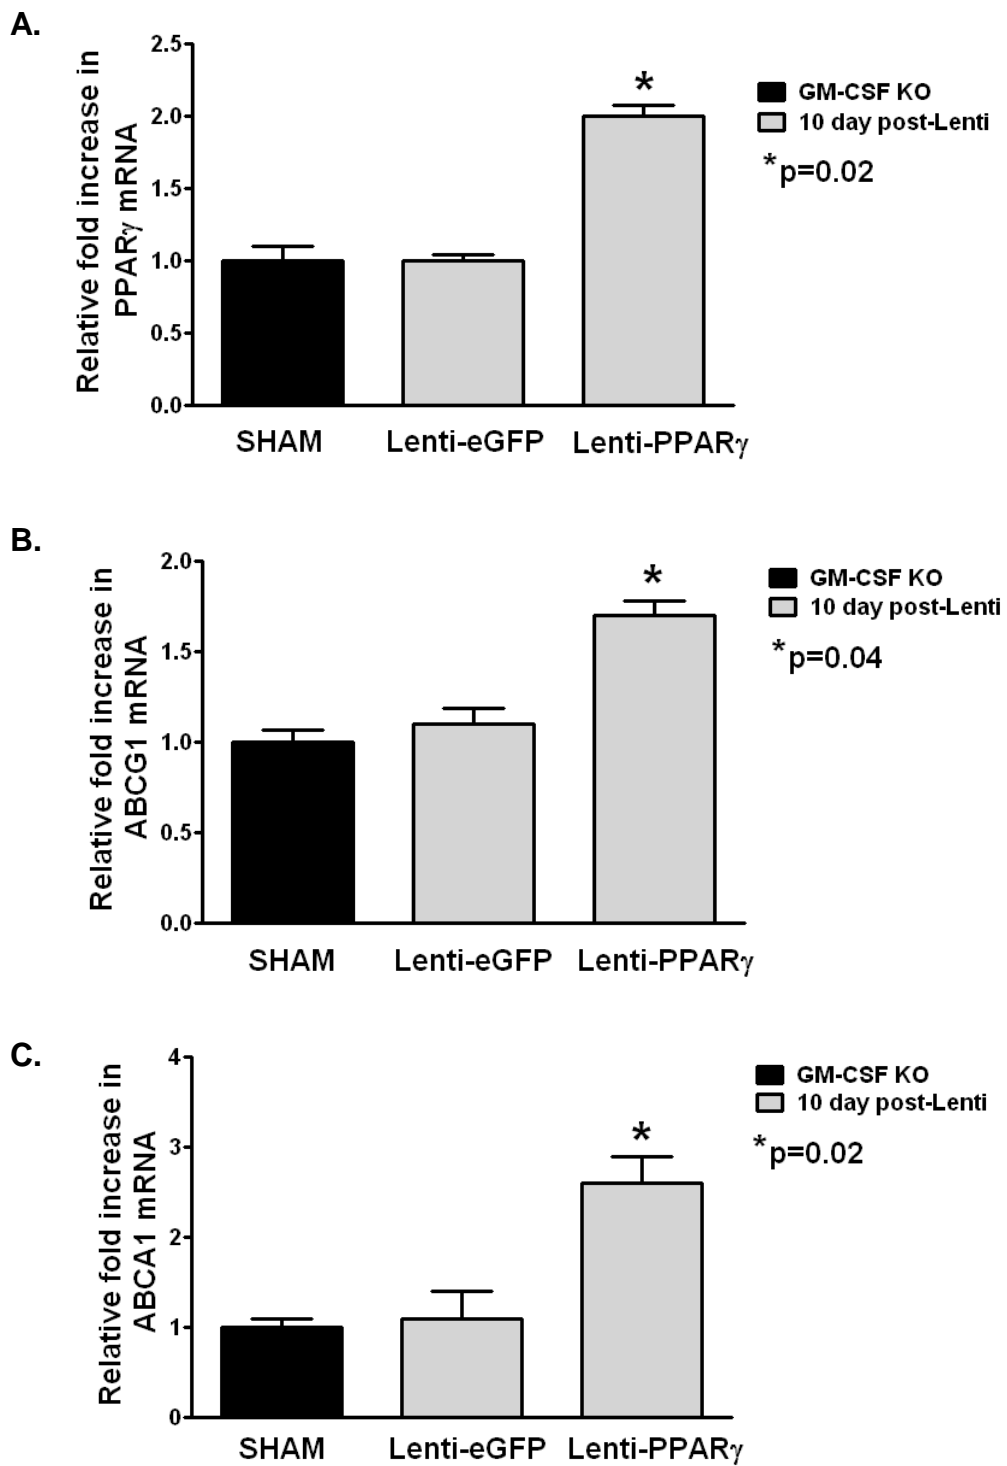 A.
Relative fold increase in
PPARγ mRNA
2.5
2.0
1.5
1.0
0.5
0.0
*
SHAM
Lenti-eGFP
Lenti-PPARγ
GM-CSF KO
10 day post-Lenti
*p=0.02
B.
Relative fold increase in
ABCG1 mRNA
2.0
1.5
1.0
0.5
0.0
*
SHAM
Lenti-eGFP
Lenti-PPARγ
GM-CSF KO
10 day post-Lenti
*p=0.04
C.
Relative fold increase in
ABCA1 mRNA
4
3
2
1
0
*
SHAM
Lenti-eGFP
Lenti-PPARγ
GM-CSF KO
10 day post-Lenti
*p=0.02